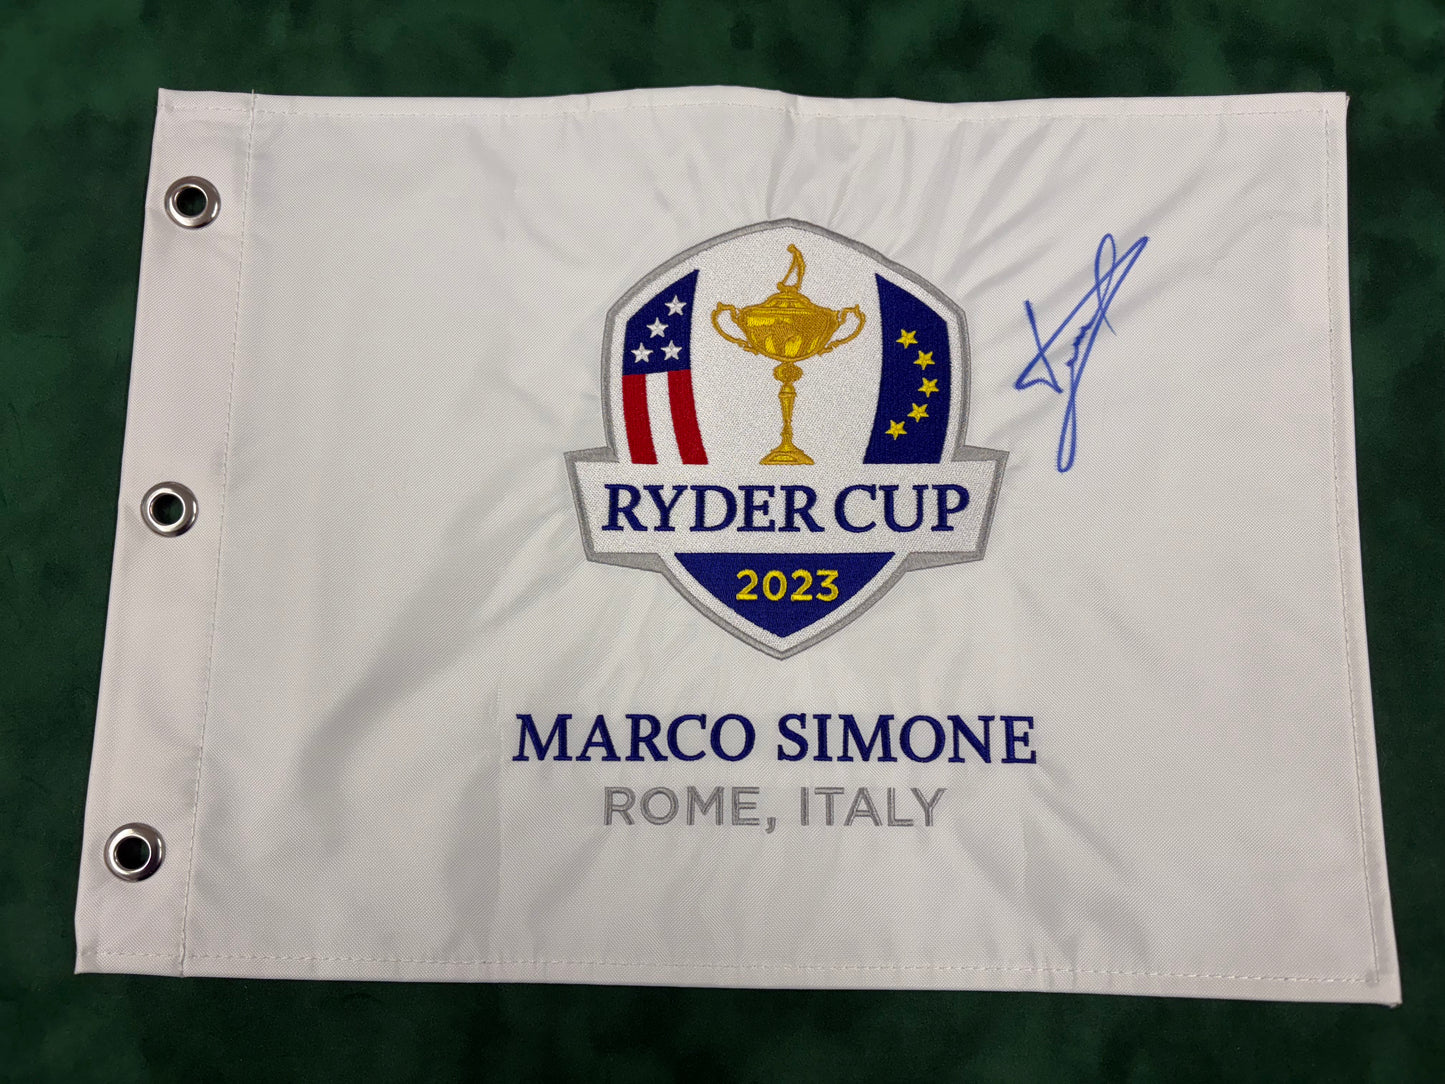 RYDER CUP
2023
MARCO SIMONE
ROME, ITALY